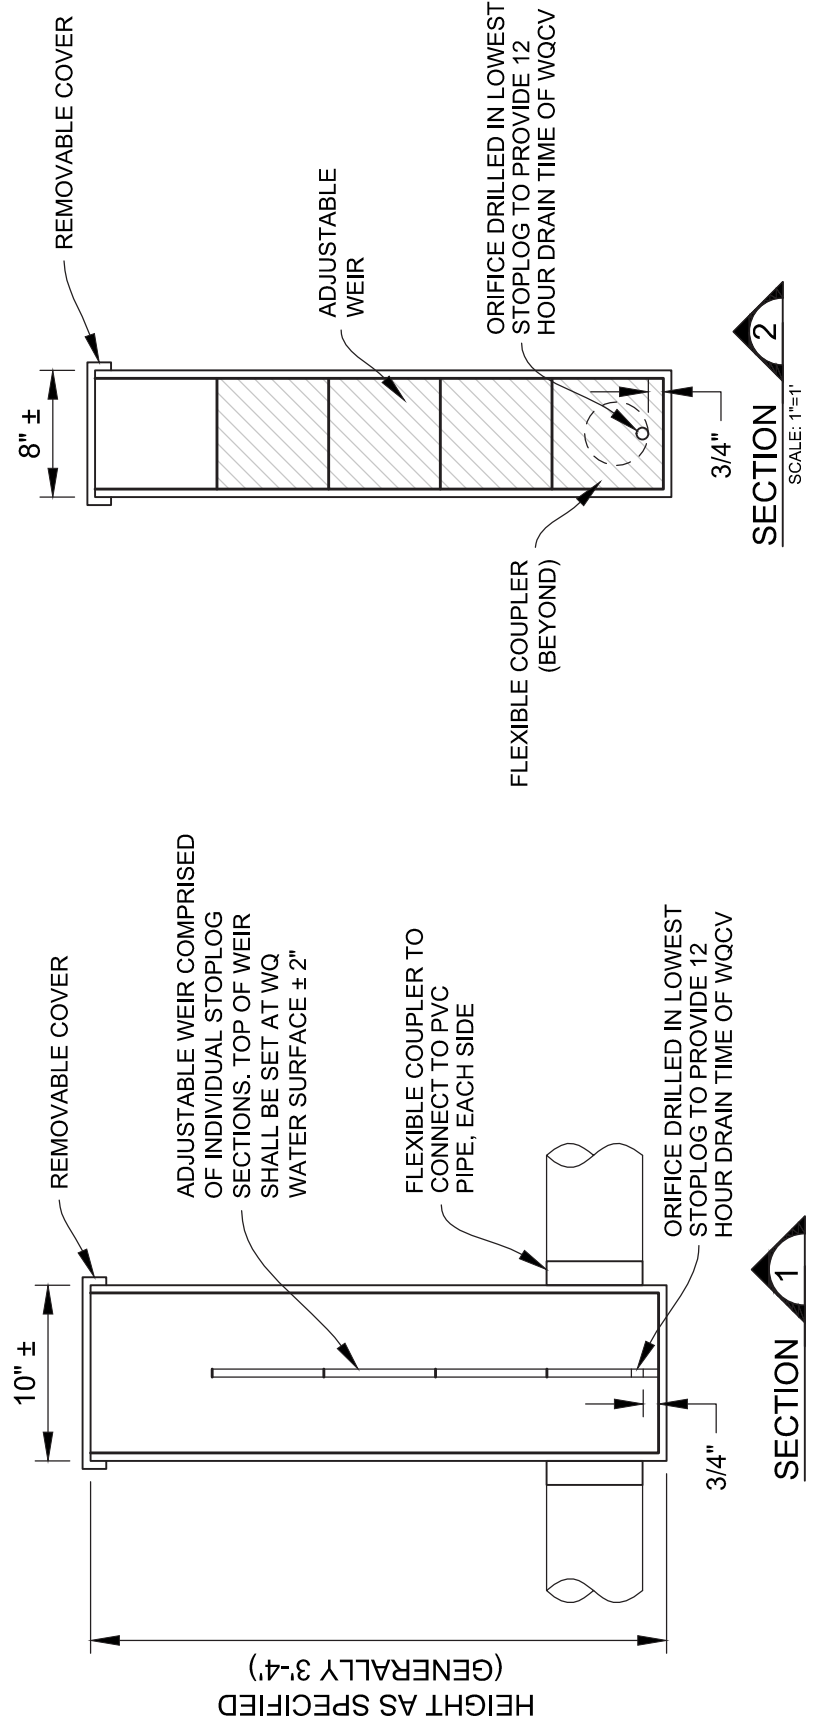 HEIGHT AS SPECIFIED
(GENERALLY 3'-4')
10" ±
REMOVABLE COVER
ADJUSTABLE WEIR COMPRISED
OF INDIVIDUAL STOPLOG
SECTIONS. TOP OF WEIR
SHALL BE SET AT WQ
WATER SURFACE ± 2"
FLEXIBLE COUPLER TO
CONNECT TO PVC
PIPE, EACH SIDE
ORIFICE DRILLED IN LOWEST
STOPLOG TO PROVIDE 12
HOUR DRAIN TIME OF WQCV
3/4"
SECTION
1
8" ±
REMOVABLE COVER
ADJUSTABLE
WEIR
ORIFICE DRILLED IN LOWEST
STOPLOG TO PROVIDE 12
HOUR DRAIN TIME OF WQCV
FLEXIBLE COUPLER
(BEYOND)
3/4"
SECTION
2
SCALE: 1"=1'